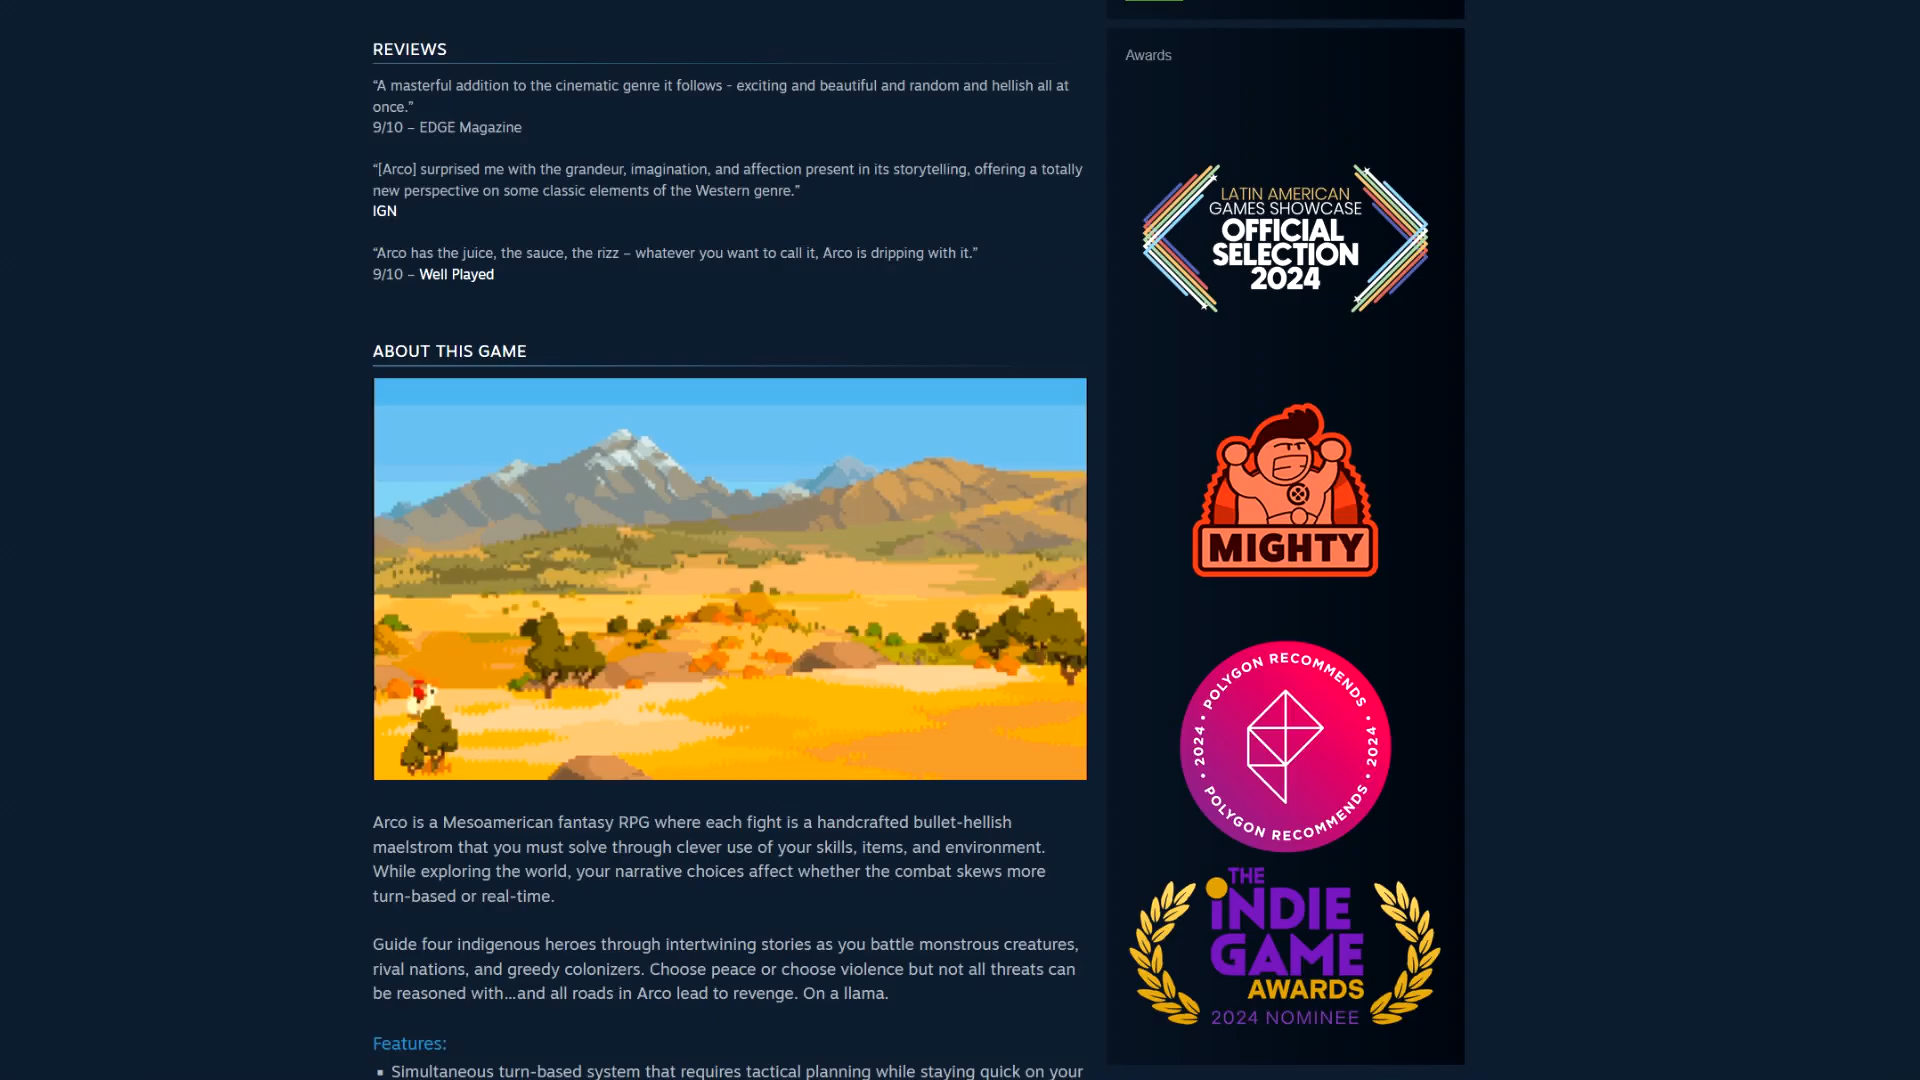 REVIEWS
“A masterful addition to the cinematic genre it follows - exciting and beautiful and random and hellish all at
once.”
9/10 – EDGE Magazine
“[Arco] surprised me with the grandeur, imagination, and affection present in its storytelling, offering a totally
new perspective on some classic elements of the Western genre.”
IGN
“Arco has the juice, the sauce, the rizz – whatever you want to call it, Arco is dripping with it.”
9/10 – Well Played
ABOUT THIS GAME
Arco is a Mesoamerican fantasy RPG where each fight is a handcrafted bullet-hellish
maelstrom that you must solve through clever use of your skills, items, and environment.
While exploring the world, your narrative choices affect whether the combat skews more
turn-based or real-time.
Guide four indigenous heroes through intertwining stories as you battle monstrous creatures,
rival nations, and greedy colonizers. Choose peace or choose violence but not all threats can
be reasoned with...and all roads in Arco lead to revenge. On a llama.
Features:
▪ Simultaneous turn-based system that requires tactical planning while staying quick on your
Awards
LATIN AMERICAN
GAMES SHOWCASE
OFFICIAL
SELECTION
2024
MIGHTY
• POLYGON RECOMMENDS •
2024
2024
• POLYGON RECOMMENDS •
THE
iNDIE
GAME
AWARDS
2024 NOMINEE